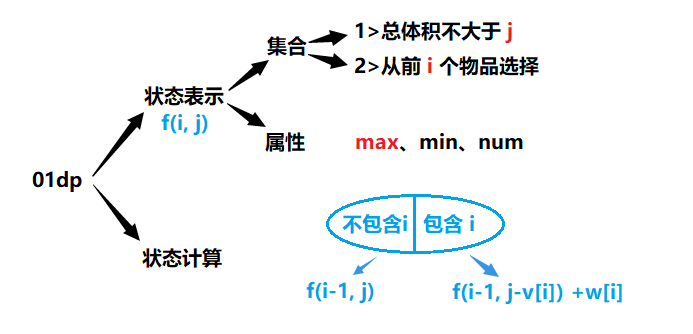 1>总体积不大于 j
集合
2>从前 i 个物品选择
状态表示
f(i, j)
属性
max、min、num
01dp
不包含i
包含 i
状态计算
f(i-1, j)
f(i-1, j-v[i]) +w[i]